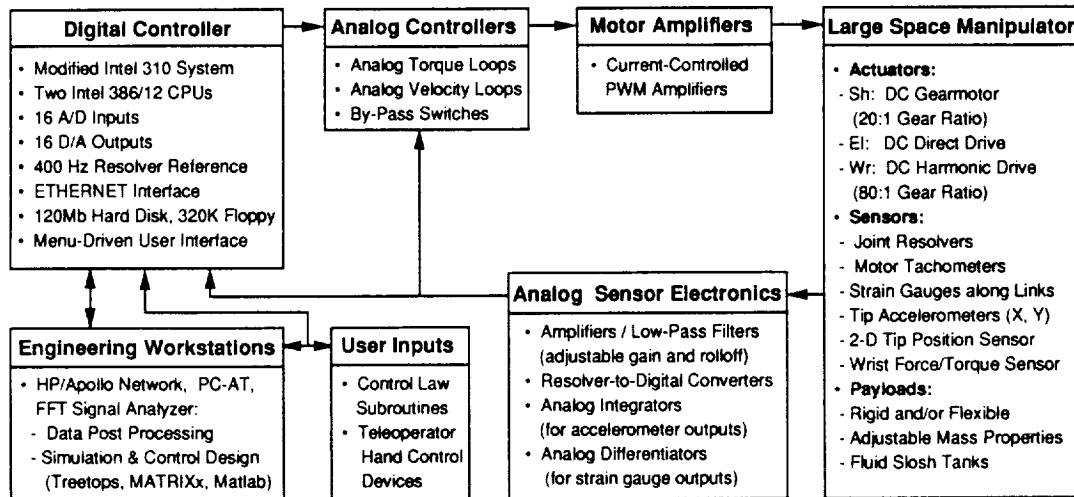 Digital Controller
• Modified Intel 310 System
• Two Intel 386/12 CPUs
• 16 A/D Inputs
• 16 D/A Outputs
• 400 Hz Resolver Reference
• ETHERNET Interface
• 120Mb Hard Disk, 320K Floppy
• Menu-Driven User Interface
Analog Controllers
• Analog Torque Loops
• Analog Velocity Loops
• By-Pass Switches
Motor Amplifiers
• Current-Controlled
PWM Amplifiers
Large Space Manipulator
• Actuators:
- Sh: DC Gearmotor
(20:1 Gear Ratio)
- El: DC Direct Drive
- Wr: DC Harmonic Drive
(80:1 Gear Ratio)
• Sensors:
- Joint Resolvers
- Motor Tachometers
- Strain Gauges along Links
- Tip Accelerometers (X, Y)
- 2-D Tip Position Sensor
- Wrist Force/Torque Sensor
• Payloads:
- Rigid and/or Flexible
- Adjustable Mass Properties
- Fluid Slosh Tanks
Engineering Workstations
• HP/Apollo Network, PC-AT,
FFT Signal Analyzer:
- Data Post Processing
- Simulation & Control Design
(Treetops, MATRIXx, Matlab)
User Inputs
• Control Law
Subroutines
• Teleoperator
Hand Control
Devices
Analog Sensor Electronics
• Amplifiers / Low-Pass Filters
(adjustable gain and rolloff)
• Resolver-to-Digital Converters
• Analog Integrators
(for accelerometer outputs)
• Analog Differentiators
(for strain gauge outputs)